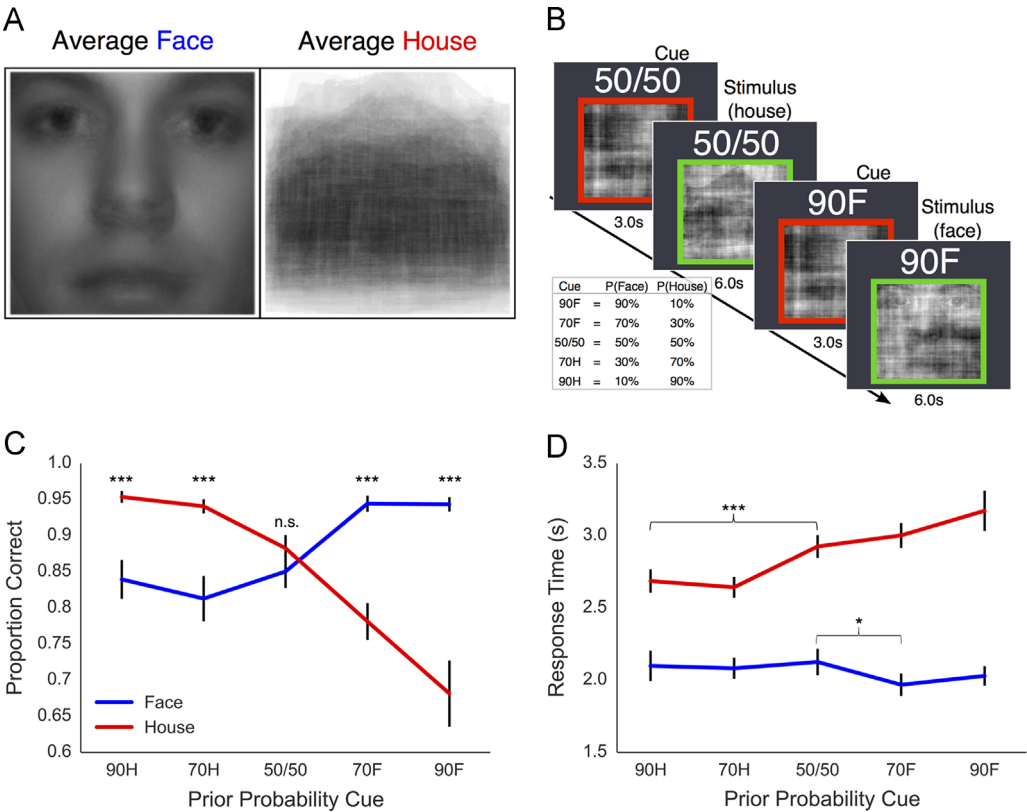 A
Average Face
Average House
B
Cue
50/50
Stimulus
(house)
50/50
3.0s
Cue
90F
Stimulus
(face)
90F
6.0s
3.0s
6.0s
Cue P(Face) P(House)
90F = 90% 10%
70F = 70% 30%
50/50 = 50% 50%
70H = 30% 70%
90H = 10% 90%
C
Proportion Correct
1.0
0.95
0.9
0.85
0.8
0.75
0.7
0.65
0.6
***
***
n.s.
***
***
Face
House
90H 70H 50/50 70F 90F
Prior Probability Cue
D
Response Time (s)
3.5
3.0
2.5
2.0
1.5
***
*
90H 70H 50/50 70F 90F
Prior Probability Cue